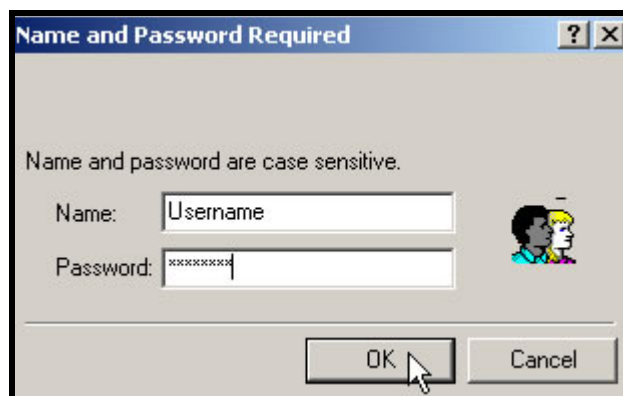 Name and Password Required
Name and password are case sensitive.
Name: Username
Password: ********
OK Cancel